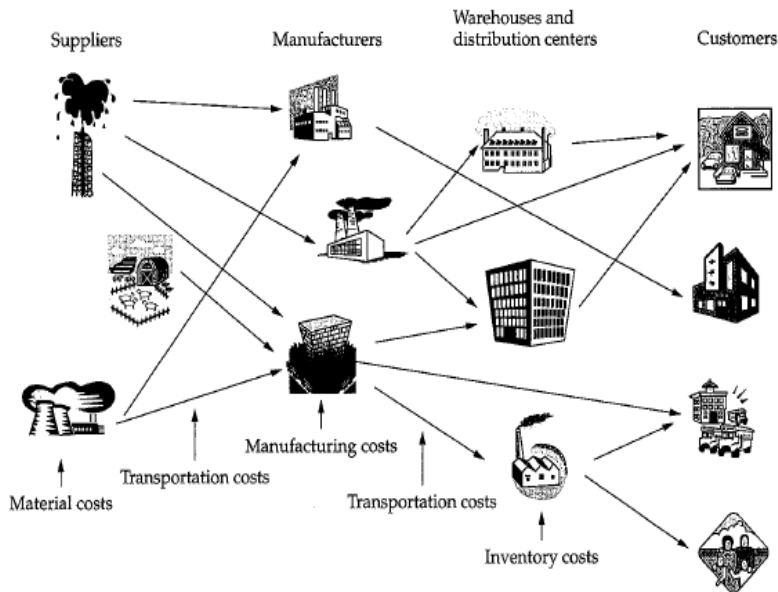 Suppliers
Manufacturers
Warehouses and
distribution centers
Customers
Material costs
Transportation costs
Manufacturing costs
Transportation costs
Inventory costs